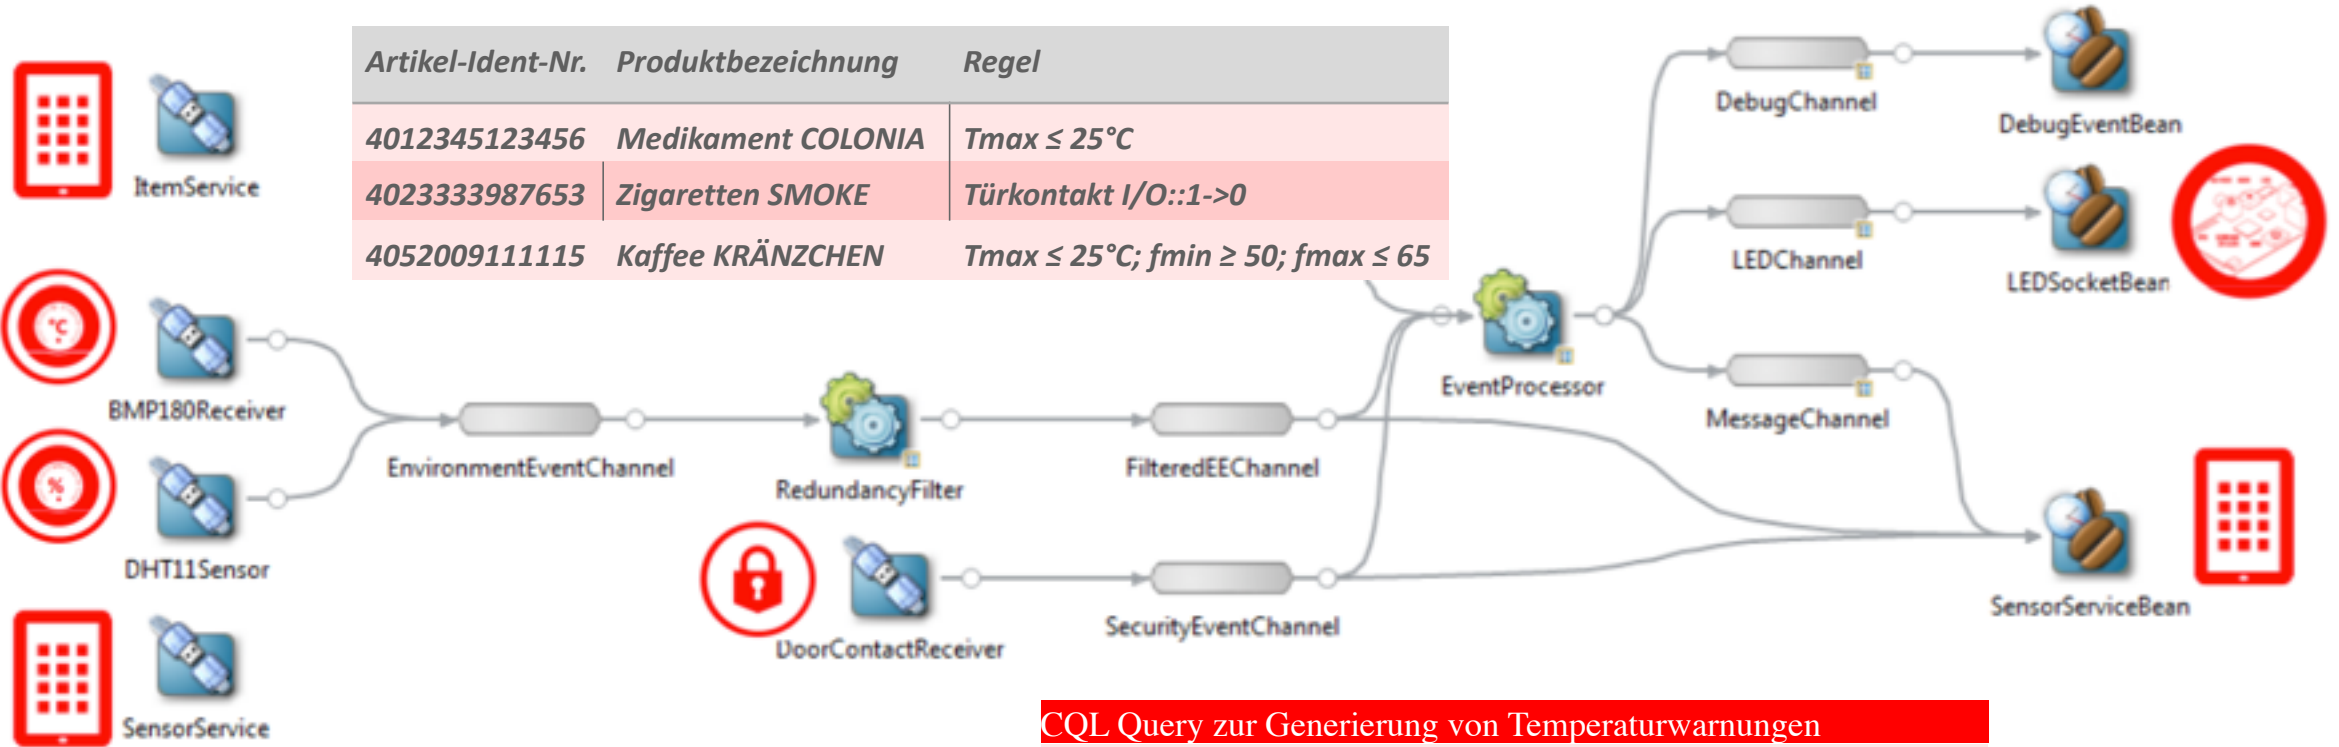 Artikel-Ident-Nr. Produktbezeichnung Regel
4012345123456 Medikament COLONIA Tmax ≤ 25°C
4023333987653 Zigaretten SMOKE Türkontakt I/O::1->0
4052009111115 Kaffee KRÄNZCHEN Tmax ≤ 25°C; fmin ≥ 50; fmax ≤ 65
ItemService
DebugChannel
DebugEventBean
LEDChannel
LEDSocketBean
°C
BMP180Receiver
EventProcessor
MessageChannel
EnvironmentEventChannel
RedundancyFilter
FilteredEEChannel
%
DHT11Sensor
DoorContactReceiver
SecurityEventChannel
SensorServiceBean
SensorService
CQL Query zur Generierung von Temperaturwarnungen